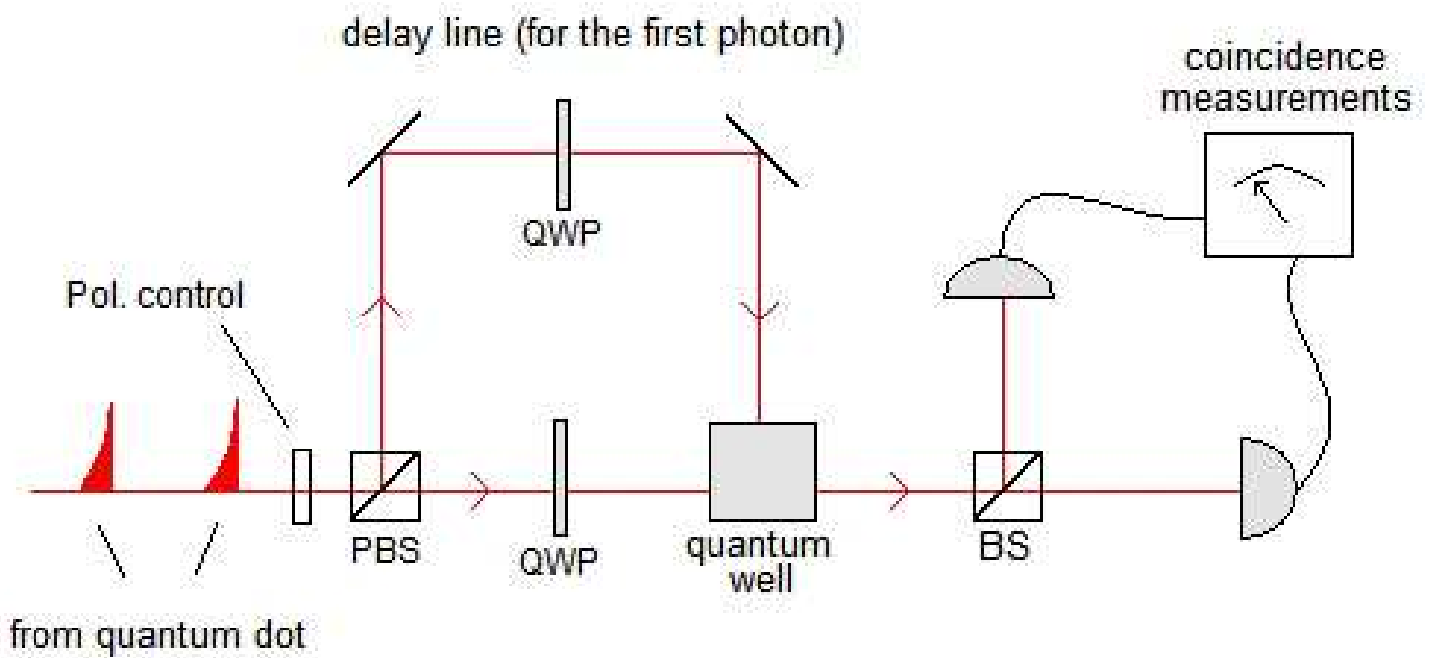 delay line (for the first photon)
coincidence
measurements
QWP
Pol. control
PBS
QWP
quantum
well
BS
from quantum dot